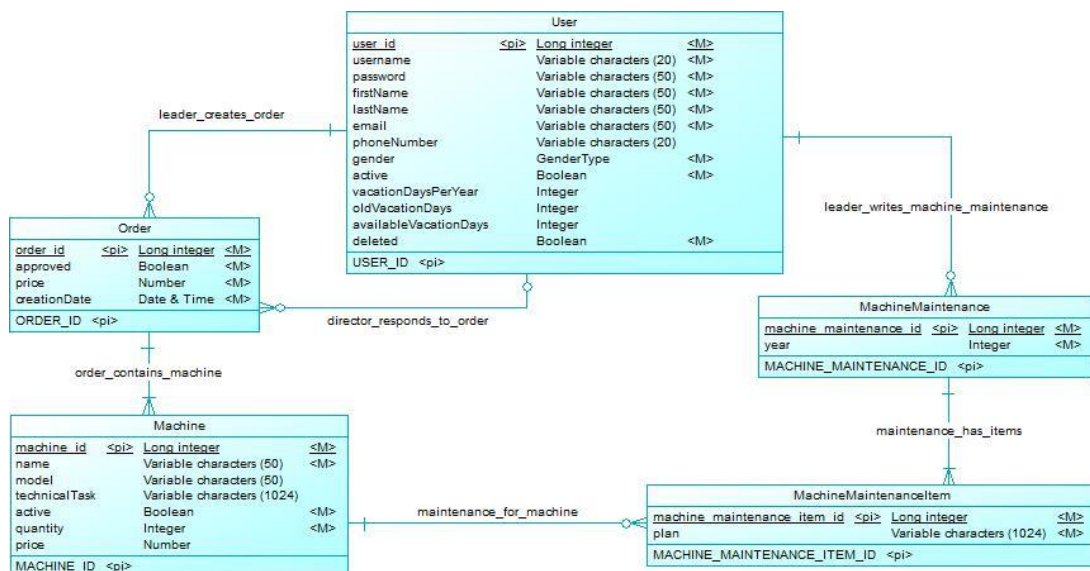 User
user_id <pi> Long integer <M>
username Variable characters (20) <M>
password Variable characters (50) <M>
firstName Variable characters (50) <M>
lastName Variable characters (50) <M>
email Variable characters (50) <M>
phoneNumber Variable characters (20)
gender GenderType <M>
active Boolean <M>
vacationDaysPerYear Integer
oldVacationDays Integer
availableVacationDays Integer
deleted Boolean <M>
USER_ID <pi>
leader_creates_order
leader_writes_machine_maintenance
Order
order_id <pi> Long integer <M>
approved Boolean <M>
price Number <M>
creationDate Date & Time <M>
ORDER_ID <pi>
director_responds_to_order
MachineMaintenance
machine_maintenance_id <pi> Long integer <M>
year Integer <M>
MACHINE_MAINTENANCE_ID <pi>
order_contains_machine
maintenance_has_items
Machine
machine_id <pi> Long integer <M>
name Variable characters (50) <M>
model Variable characters (50)
technicalTask Variable characters (1024)
active Boolean <M>
quantity Integer <M>
price Number
MACHINE_ID <pi>
maintenance_for_machine
MachineMaintenanceItem
machine_maintenance_item_id <pi> Long integer <M>
plan Variable characters (1024) <M>
MACHINE_MAINTENANCE_ITEM_ID <pi>